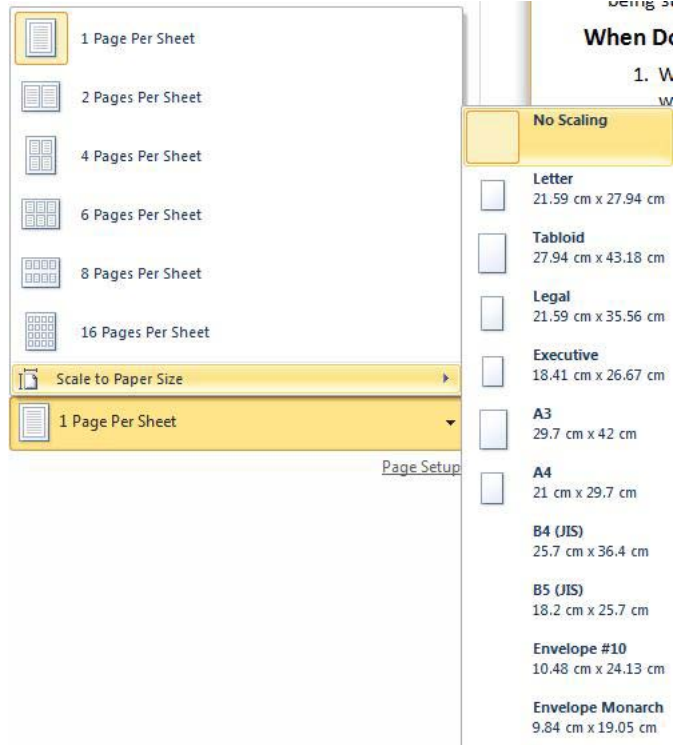 When Do
1. W
1 Page Per Sheet
2 Pages Per Sheet
4 Pages Per Sheet
6 Pages Per Sheet
8 Pages Per Sheet
16 Pages Per Sheet
Scale to Paper Size
1 Page Per Sheet
Page Setup
No Scaling
Letter
21.59 cm x 27.94 cm
Tabloid
27.94 cm x 43.18 cm
Legal
21.59 cm x 35.56 cm
Executive
18.41 cm x 26.67 cm
A3
29.7 cm x 42 cm
A4
21 cm x 29.7 cm
B4 (JIS)
25.7 cm x 36.4 cm
B5 (JIS)
18.2 cm x 25.7 cm
Envelope #10
10.48 cm x 24.13 cm
Envelope Monarch
9.84 cm x 19.05 cm